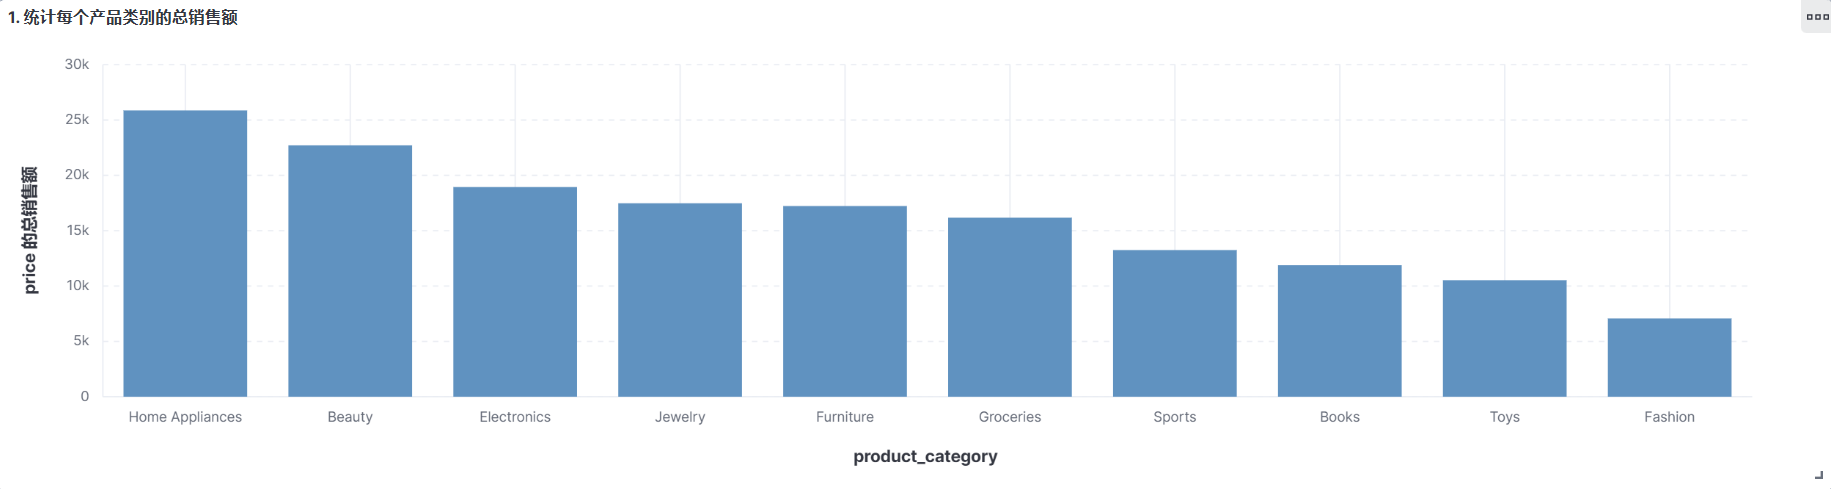 1. 统计每个产品类别的总销售额
30k
25k
20k
15k
10k
5k
0
price 的总销售额
Home Appliances
Beauty
Electronics
Jewelry
Furniture
Groceries
Sports
Books
Toys
Fashion
product_category